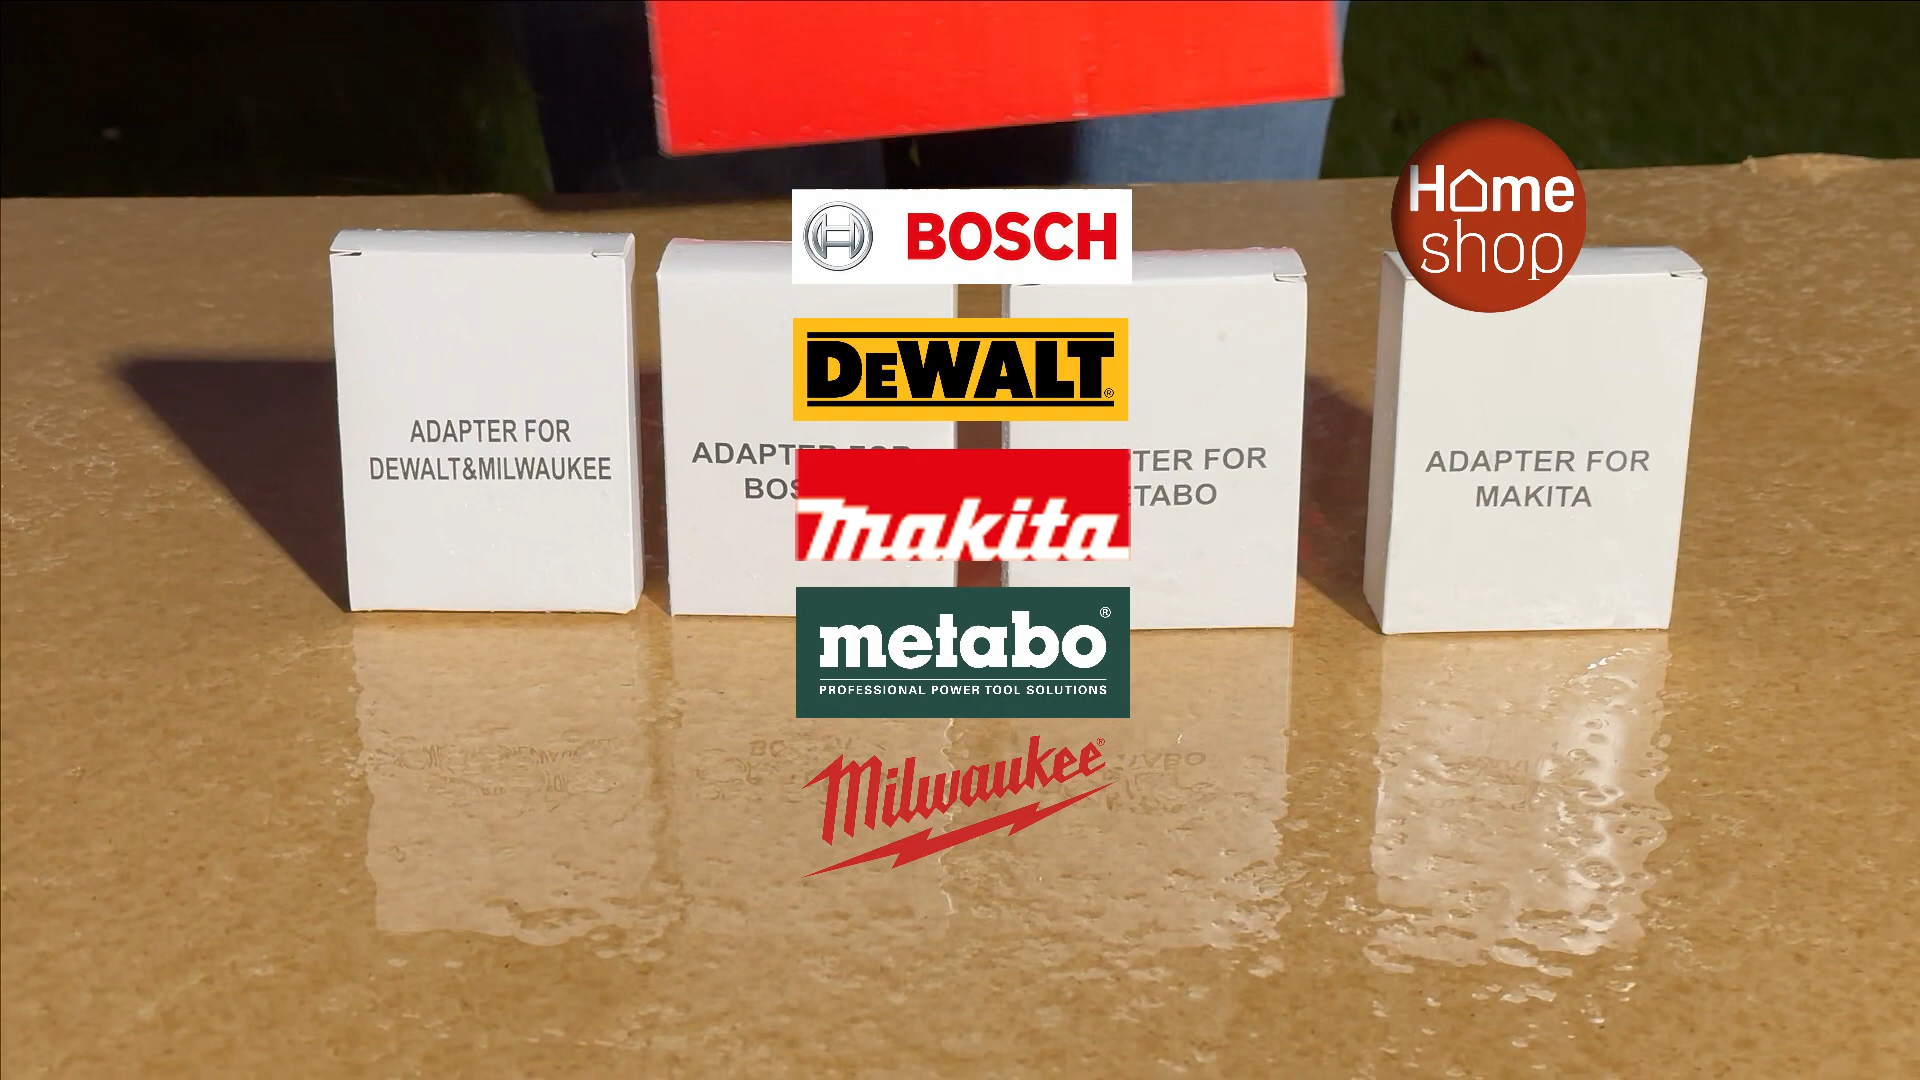 Home
shop
BOSCH
DEWALT®
makita
metabo®
PROFESSIONAL POWER TOOL SOLUTIONS
Milwaukee®
ADAPTER FOR
DEWALT&MILWAUKEE
ADAPT
BOS
TER FOR
ETABO
ADAPTER FOR
MAKITA